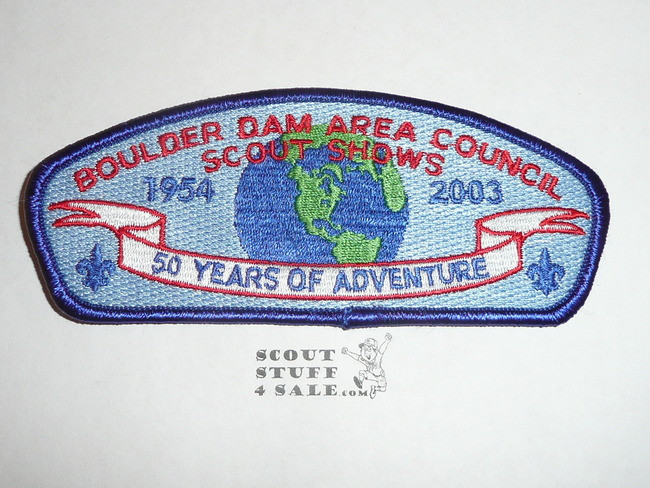 BOULDER DAM AREA COUNCIL
SCOUT SHOWS
1954 2003
50 YEARS OF ADVENTURE
SCOUT
STUFF
4 SALE.COM